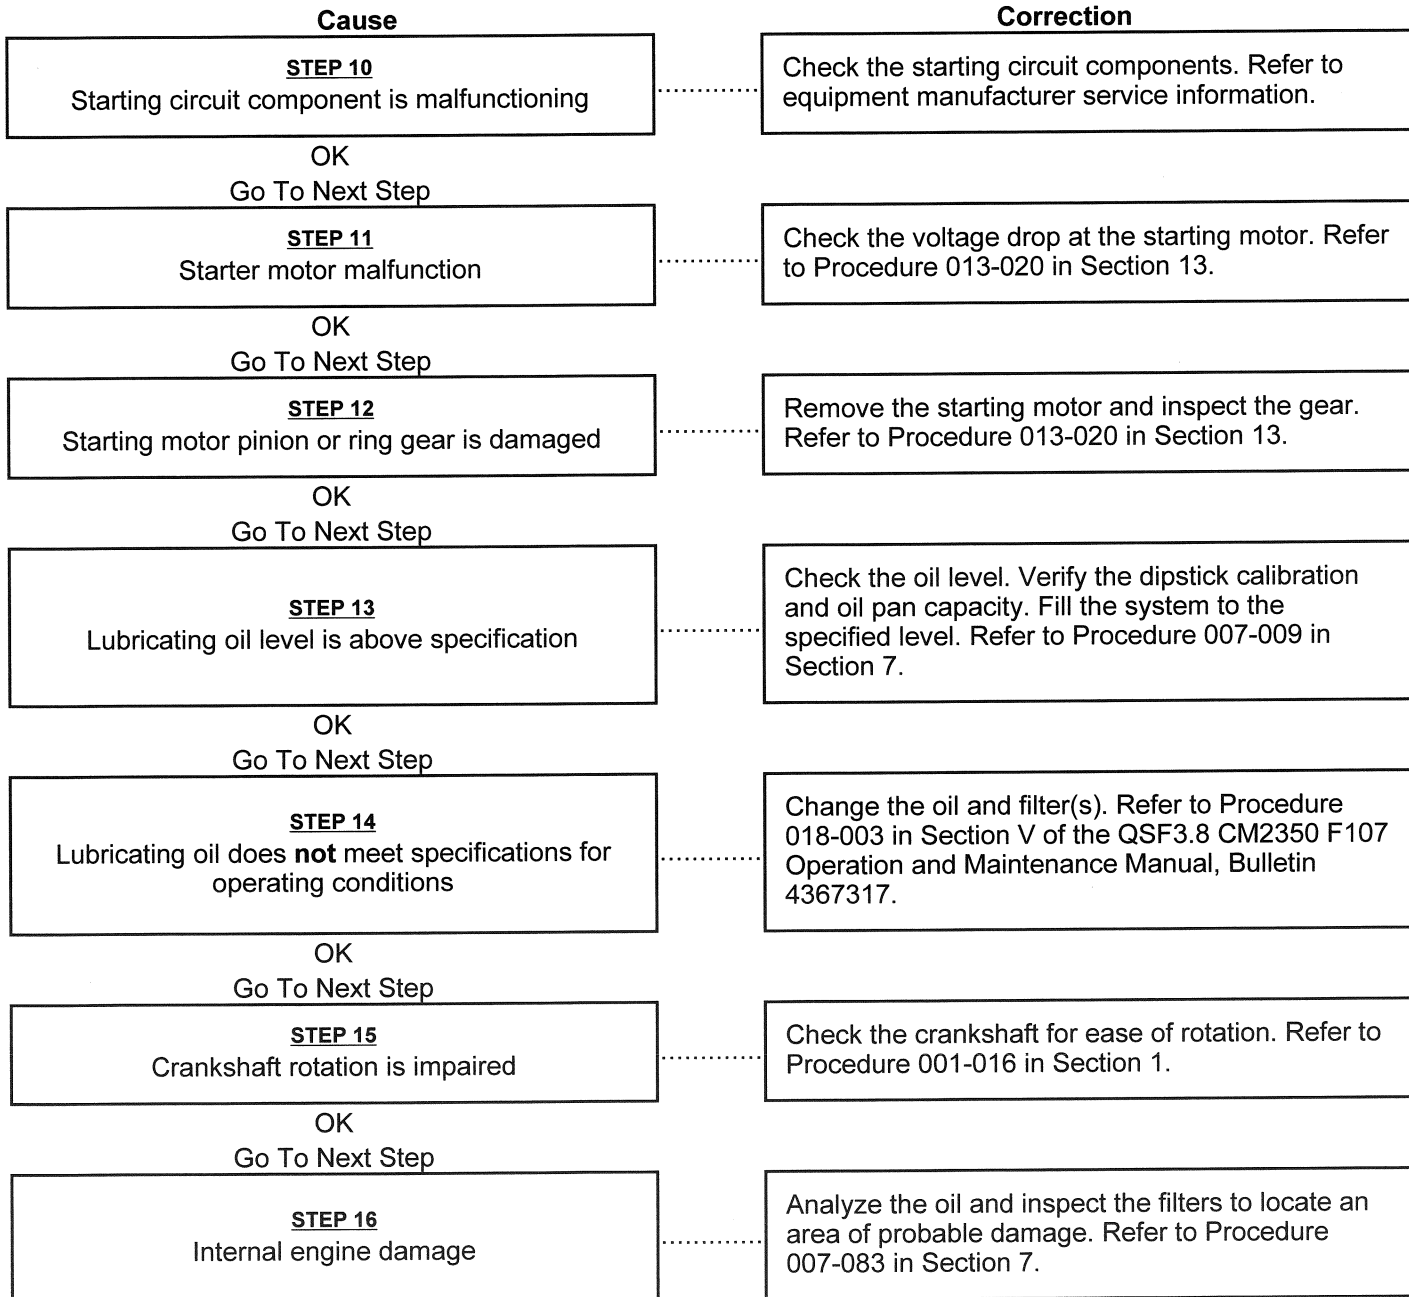 Cause
Correction
STEP 10
Starting circuit component is malfunctioning
Check the starting circuit components. Refer to
equipment manufacturer service information.
OK
Go To Next Step
STEP 11
Starter motor malfunction
Check the voltage drop at the starting motor. Refer
to Procedure 013-020 in Section 13.
OK
Go To Next Step
STEP 12
Starting motor pinion or ring gear is damaged
Remove the starting motor and inspect the gear.
Refer to Procedure 013-020 in Section 13.
OK
Go To Next Step
STEP 13
Lubricating oil level is above specification
Check the oil level. Verify the dipstick calibration
and oil pan capacity. Fill the system to the
specified level. Refer to Procedure 007-009 in
Section 7.
OK
Go To Next Step
STEP 14
Lubricating oil does not meet specifications for
operating conditions
Change the oil and filter(s). Refer to Procedure
018-003 in Section V of the QSF3.8 CM2350 F107
Operation and Maintenance Manual, Bulletin
4367317.
OK
Go To Next Step
STEP 15
Crankshaft rotation is impaired
Check the crankshaft for ease of rotation. Refer to
Procedure 001-016 in Section 1.
OK
Go To Next Step
STEP 16
Internal engine damage
Analyze the oil and inspect the filters to locate an
area of probable damage. Refer to Procedure
007-083 in Section 7.